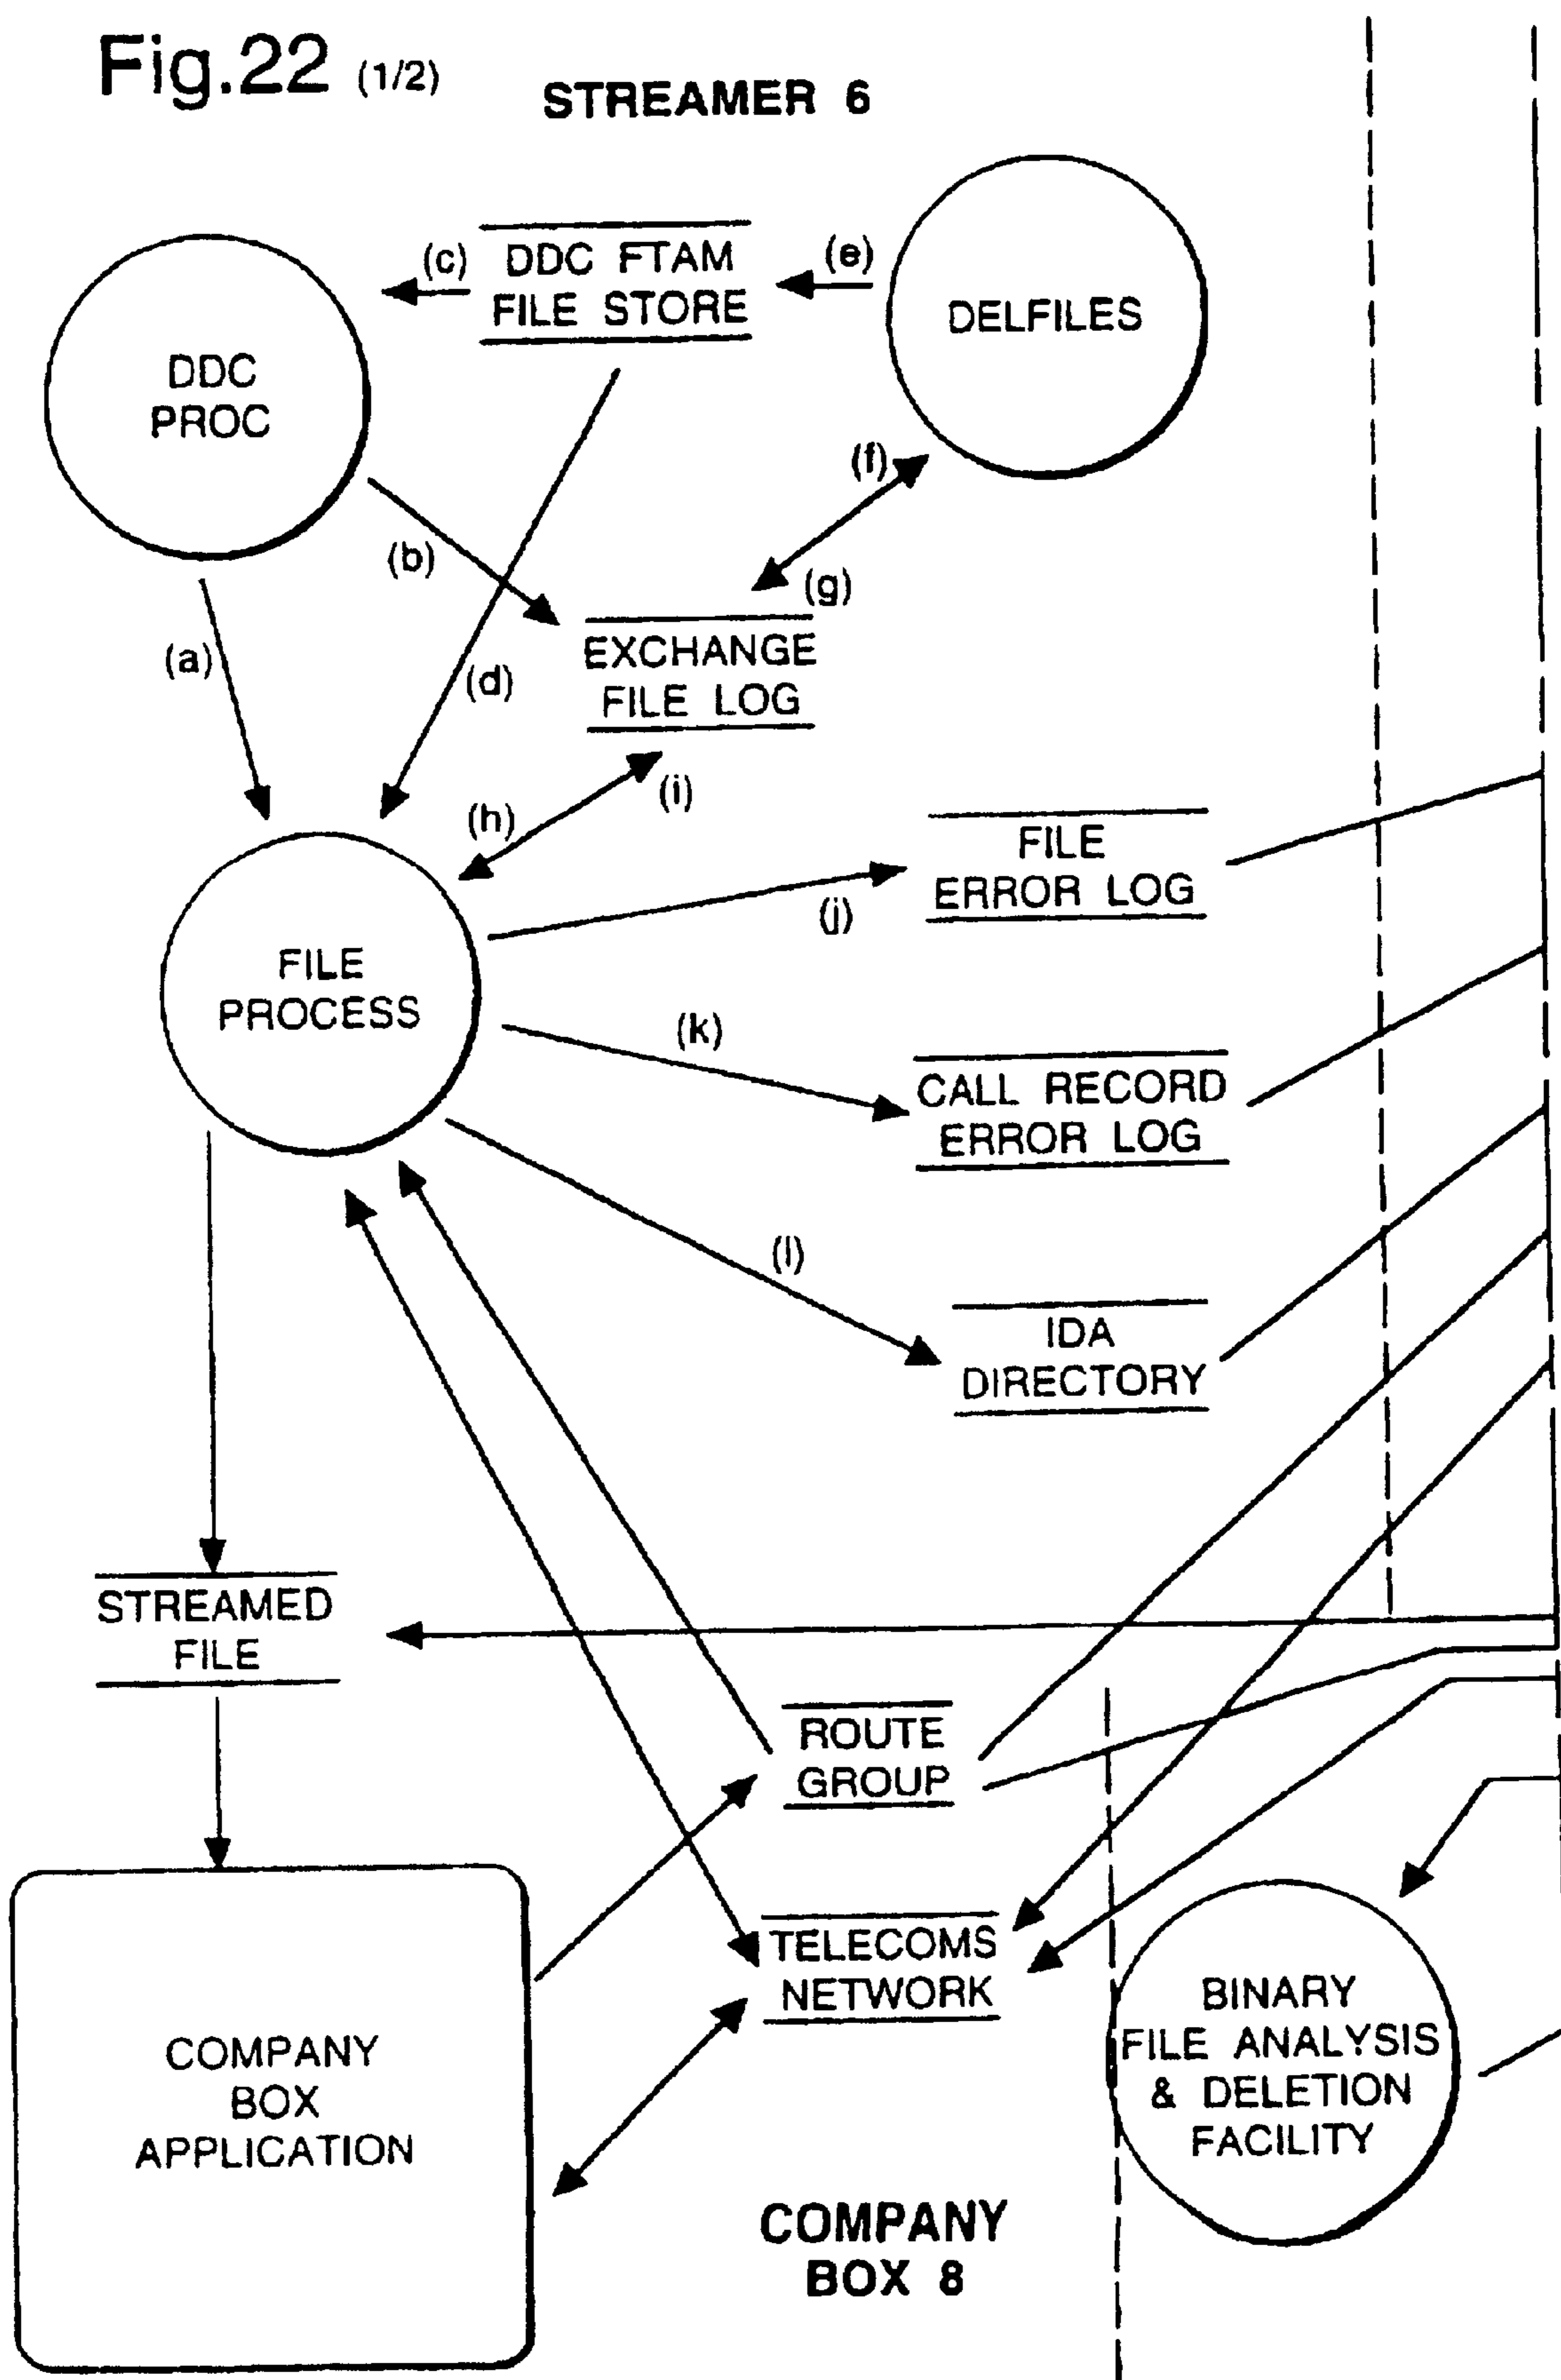 Fig.22 (1/2)
STREAMER 6
(c)
DDC FTAM
FILE STORE
(e)
DELFILES
DDC
PROC
(f)
(b)
(g)
EXCHANGE
FILE LOG
(a)
(d)
(i)
(h)
FILE
ERROR LOG
(j)
FILE
PROCESS
(k)
CALL RECORD
ERROR LOG
(l)
IDA
DIRECTORY
STREAMED
FILE
ROUTE
GROUP
TELECOMS
NETWORK
BINARY
FILE ANALYSIS
& DELETION
FACILITY
COMPANY
BOX
APPLICATION
COMPANY
BOX 8